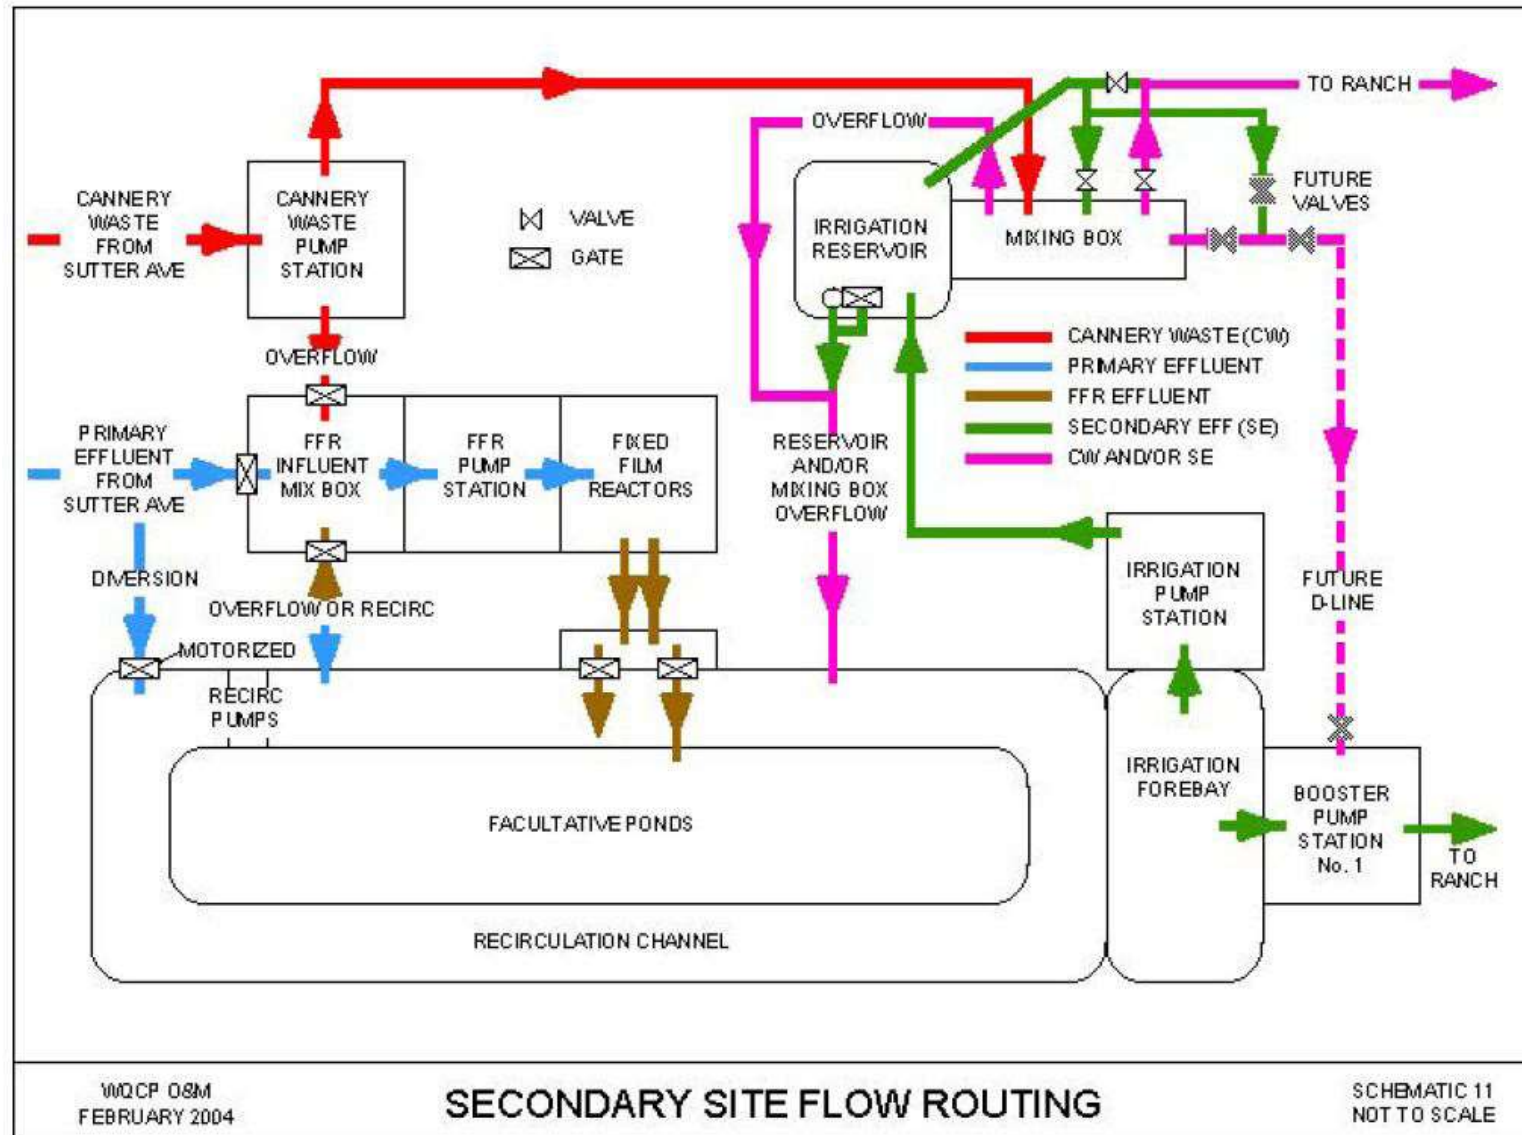 TO RANCH
OVERFLOW
CANNERY
WASTE
FROM
SUTTER AVE
CANNERY
WASTE
PUMP
STATION
VALVE
GATE
IRRIGATION
RESERVOIR
MIXING BOX
FUTURE
VALVES
OVERFLOW
CANNERY WASTE (CW)
PRIMARY EFFLUENT
FFR EFFLUENT
SECONDARY EFF (SE)
CW AND/OR SE
PRIMARY
EFFLUENT
FROM
SUTTER AVE
FFR
INFLUENT
MIX BOX
FFR
PUMP
STATION
FIXED
FILM
REACTORS
RESERVOIR
AND/OR
MIXING BOX
OVERFLOW
DIVERSION
OVERFLOW OR RECIRC
IRRIGATION
PUMP
STATION
FUTURE
D-LINE
MOTORIZED
RECIRC
PUMPS
IRRIGATION
FOREBAY
FACULTATIVE PONDS
BOOSTER
PUMP
STATION
No. 1
TO
RANCH
RECIRCULATION CHANNEL
WQCP O&M
FEBRUARY 2004
SECONDARY SITE FLOW ROUTING
SCHEMATIC 11
NOT TO SCALE